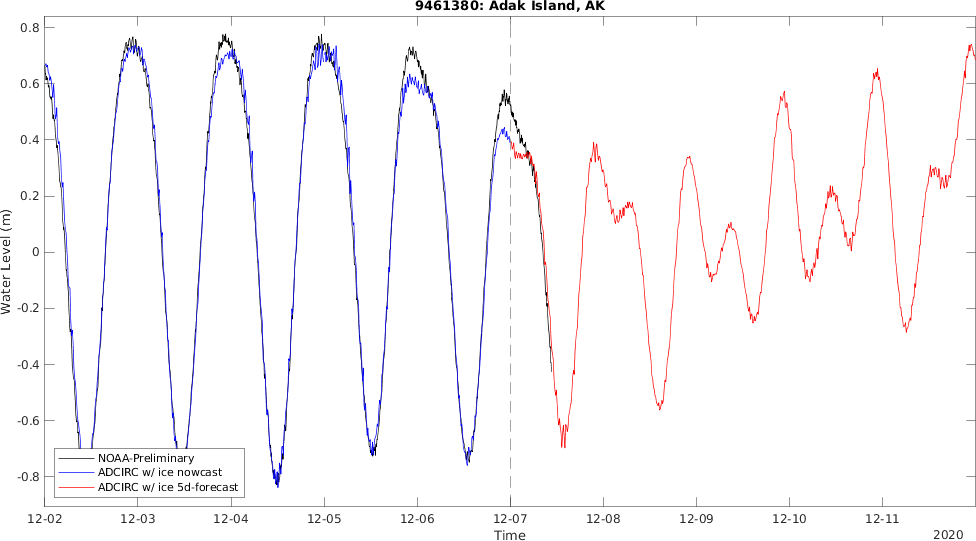 9461380: Adak Island, AK
Water Level (m)
0.8
0.6
0.4
0.2
0
-0.2
-0.4
-0.6
-0.8
NOAA-Preliminary
ADCIRC w/ ice nowcast
ADCIRC w/ ice 5d-forecast
12-02 12-03 12-04 12-05 12-06 12-07 12-08 12-09 12-10 12-11
Time
2020